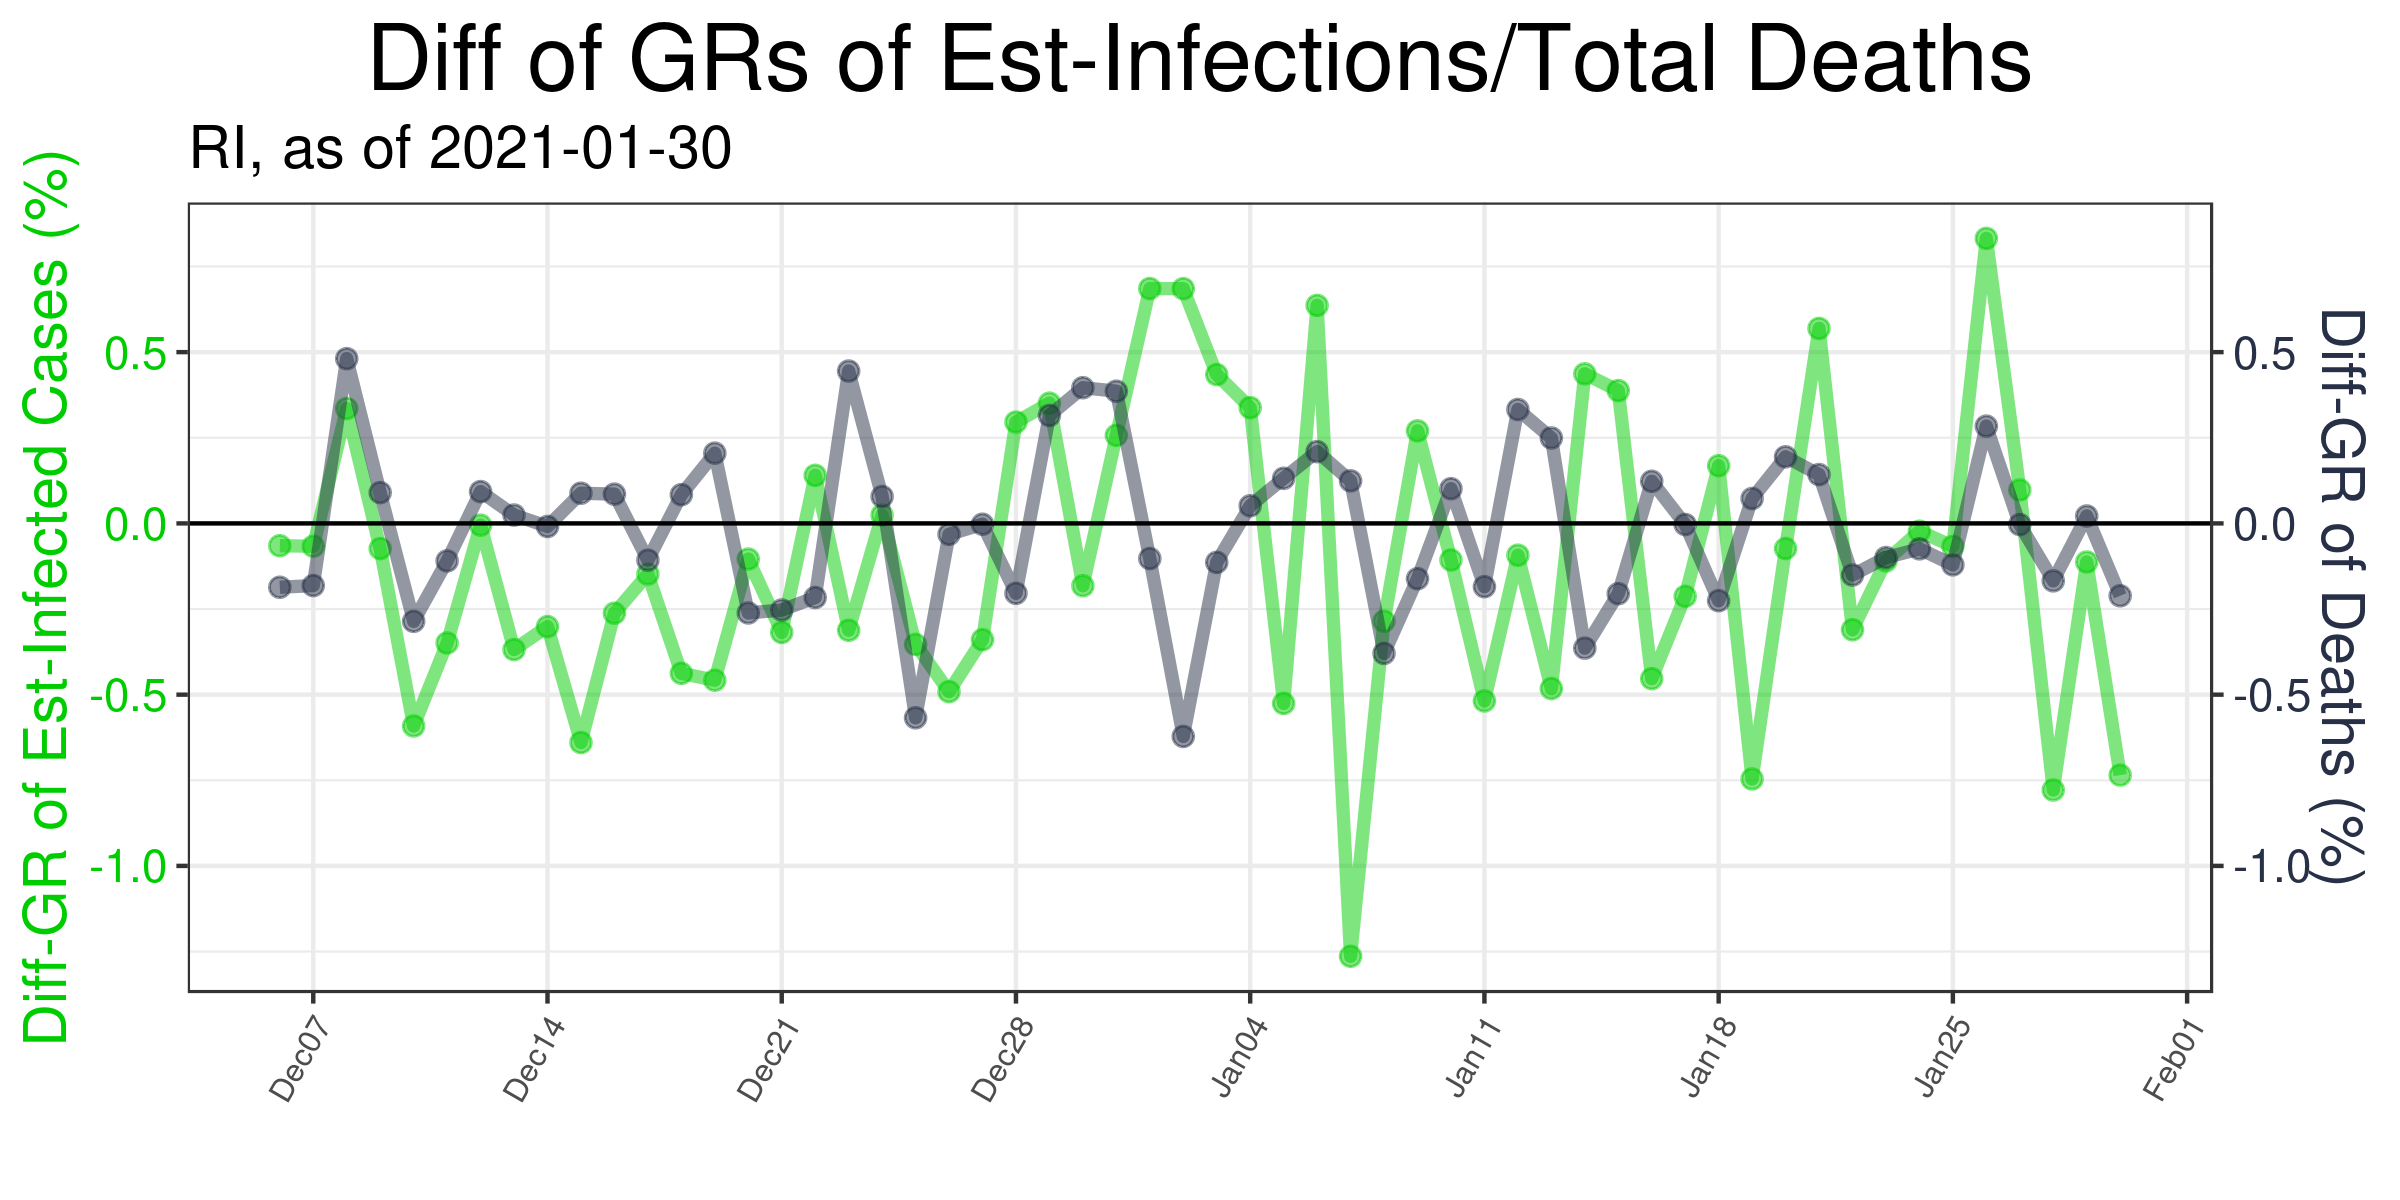 Diff of GRs of Est-Infections/Total Deaths
RI, as of 2021-01-30
Diff-GR of Est-Infected Cases (%)
0.5
0.0
-0.5
-1.0
0.5
0.0
-0.5
-1.0
Diff-GR of Deaths (%)
Dec07
Dec14
Dec21
Dec28
Jan04
Jan11
Jan18
Jan25
Feb01